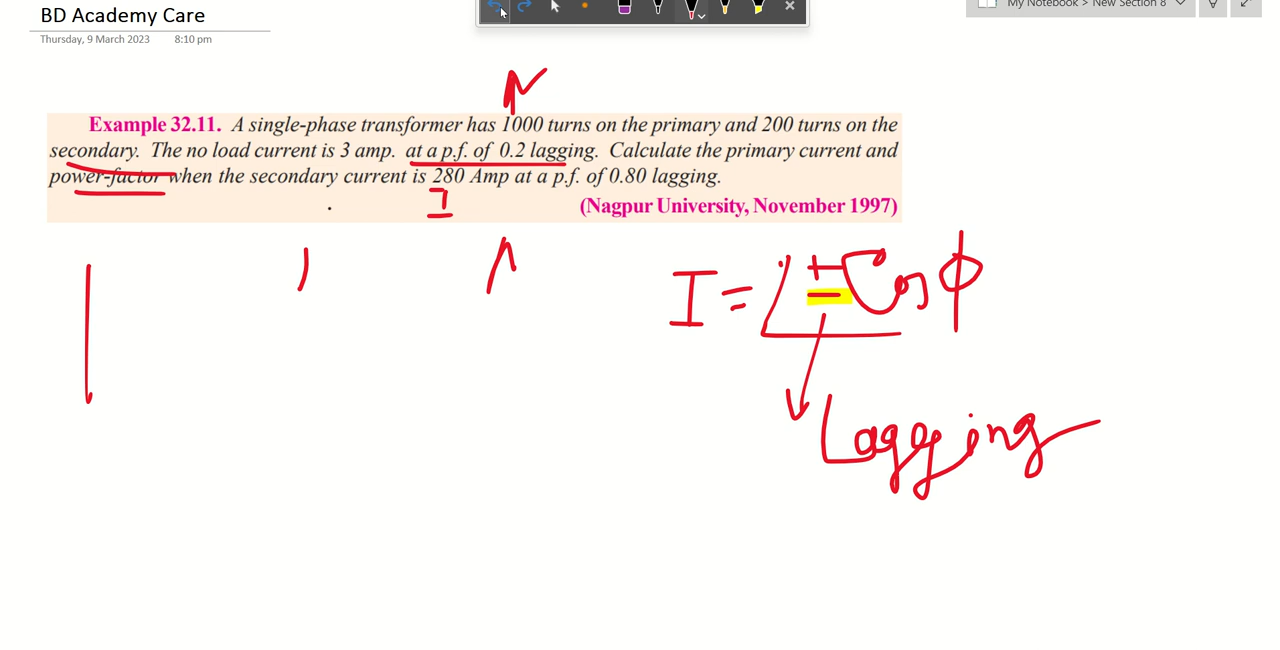 BD Academy Care
My Notebook > New Section 8
Thursday, 9 March 2023 8:10 pm
N
Example 32.11. A single-phase transformer has 1000 turns on the primary and 200 turns on the
secondary. The no load current is 3 amp. at a p.f. of 0.2 lagging. Calculate the primary current and
power-factor when the secondary current is 280 Amp at a p.f. of 0.80 lagging.
I
(Nagpur University, November 1997)
I = / ± Cos φ
Lagging